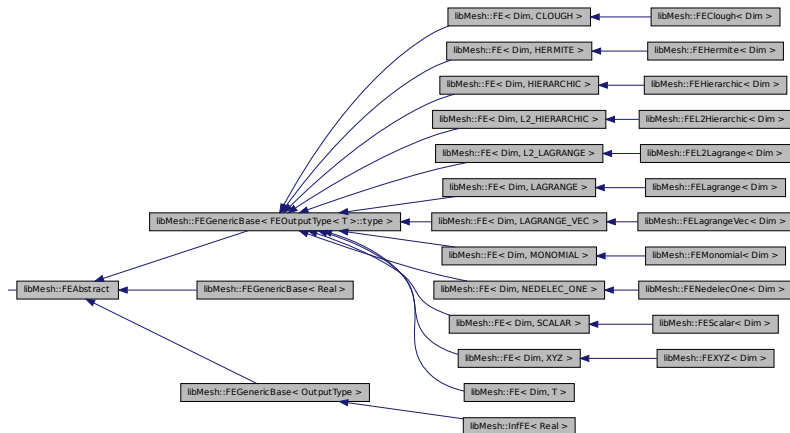 libMesh::FE< Dim, CLOUGH >
libMesh::FEClough< Dim >
libMesh::FE< Dim, HERMITE >
libMesh::FEHermite< Dim >
libMesh::FE< Dim, HIERARCHIC >
libMesh::FEHierarchic< Dim >
libMesh::FE< Dim, L2_HIERARCHIC >
libMesh::FEL2Hierarchic< Dim >
libMesh::FE< Dim, L2_LAGRANGE >
libMesh::FEL2Lagrange< Dim >
libMesh::FE< Dim, LAGRANGE >
libMesh::FELagrange< Dim >
libMesh::FEGenericBase< FEOutputType< T >::type >
libMesh::FE< Dim, LAGRANGE_VEC >
libMesh::FELagrangeVec< Dim >
libMesh::FE< Dim, MONOMIAL >
libMesh::FEMonomial< Dim >
libMesh::FEAbstract
libMesh::FEGenericBase< Real >
libMesh::FE< Dim, NEDELEC_ONE >
libMesh::FENedelecOne< Dim >
libMesh::FE< Dim, SCALAR >
libMesh::FEScalar< Dim >
libMesh::FE< Dim, XYZ >
libMesh::FEXYZ< Dim >
libMesh::FEGenericBase< OutputType >
libMesh::FE< Dim, T >
libMesh::InfFE< Real >